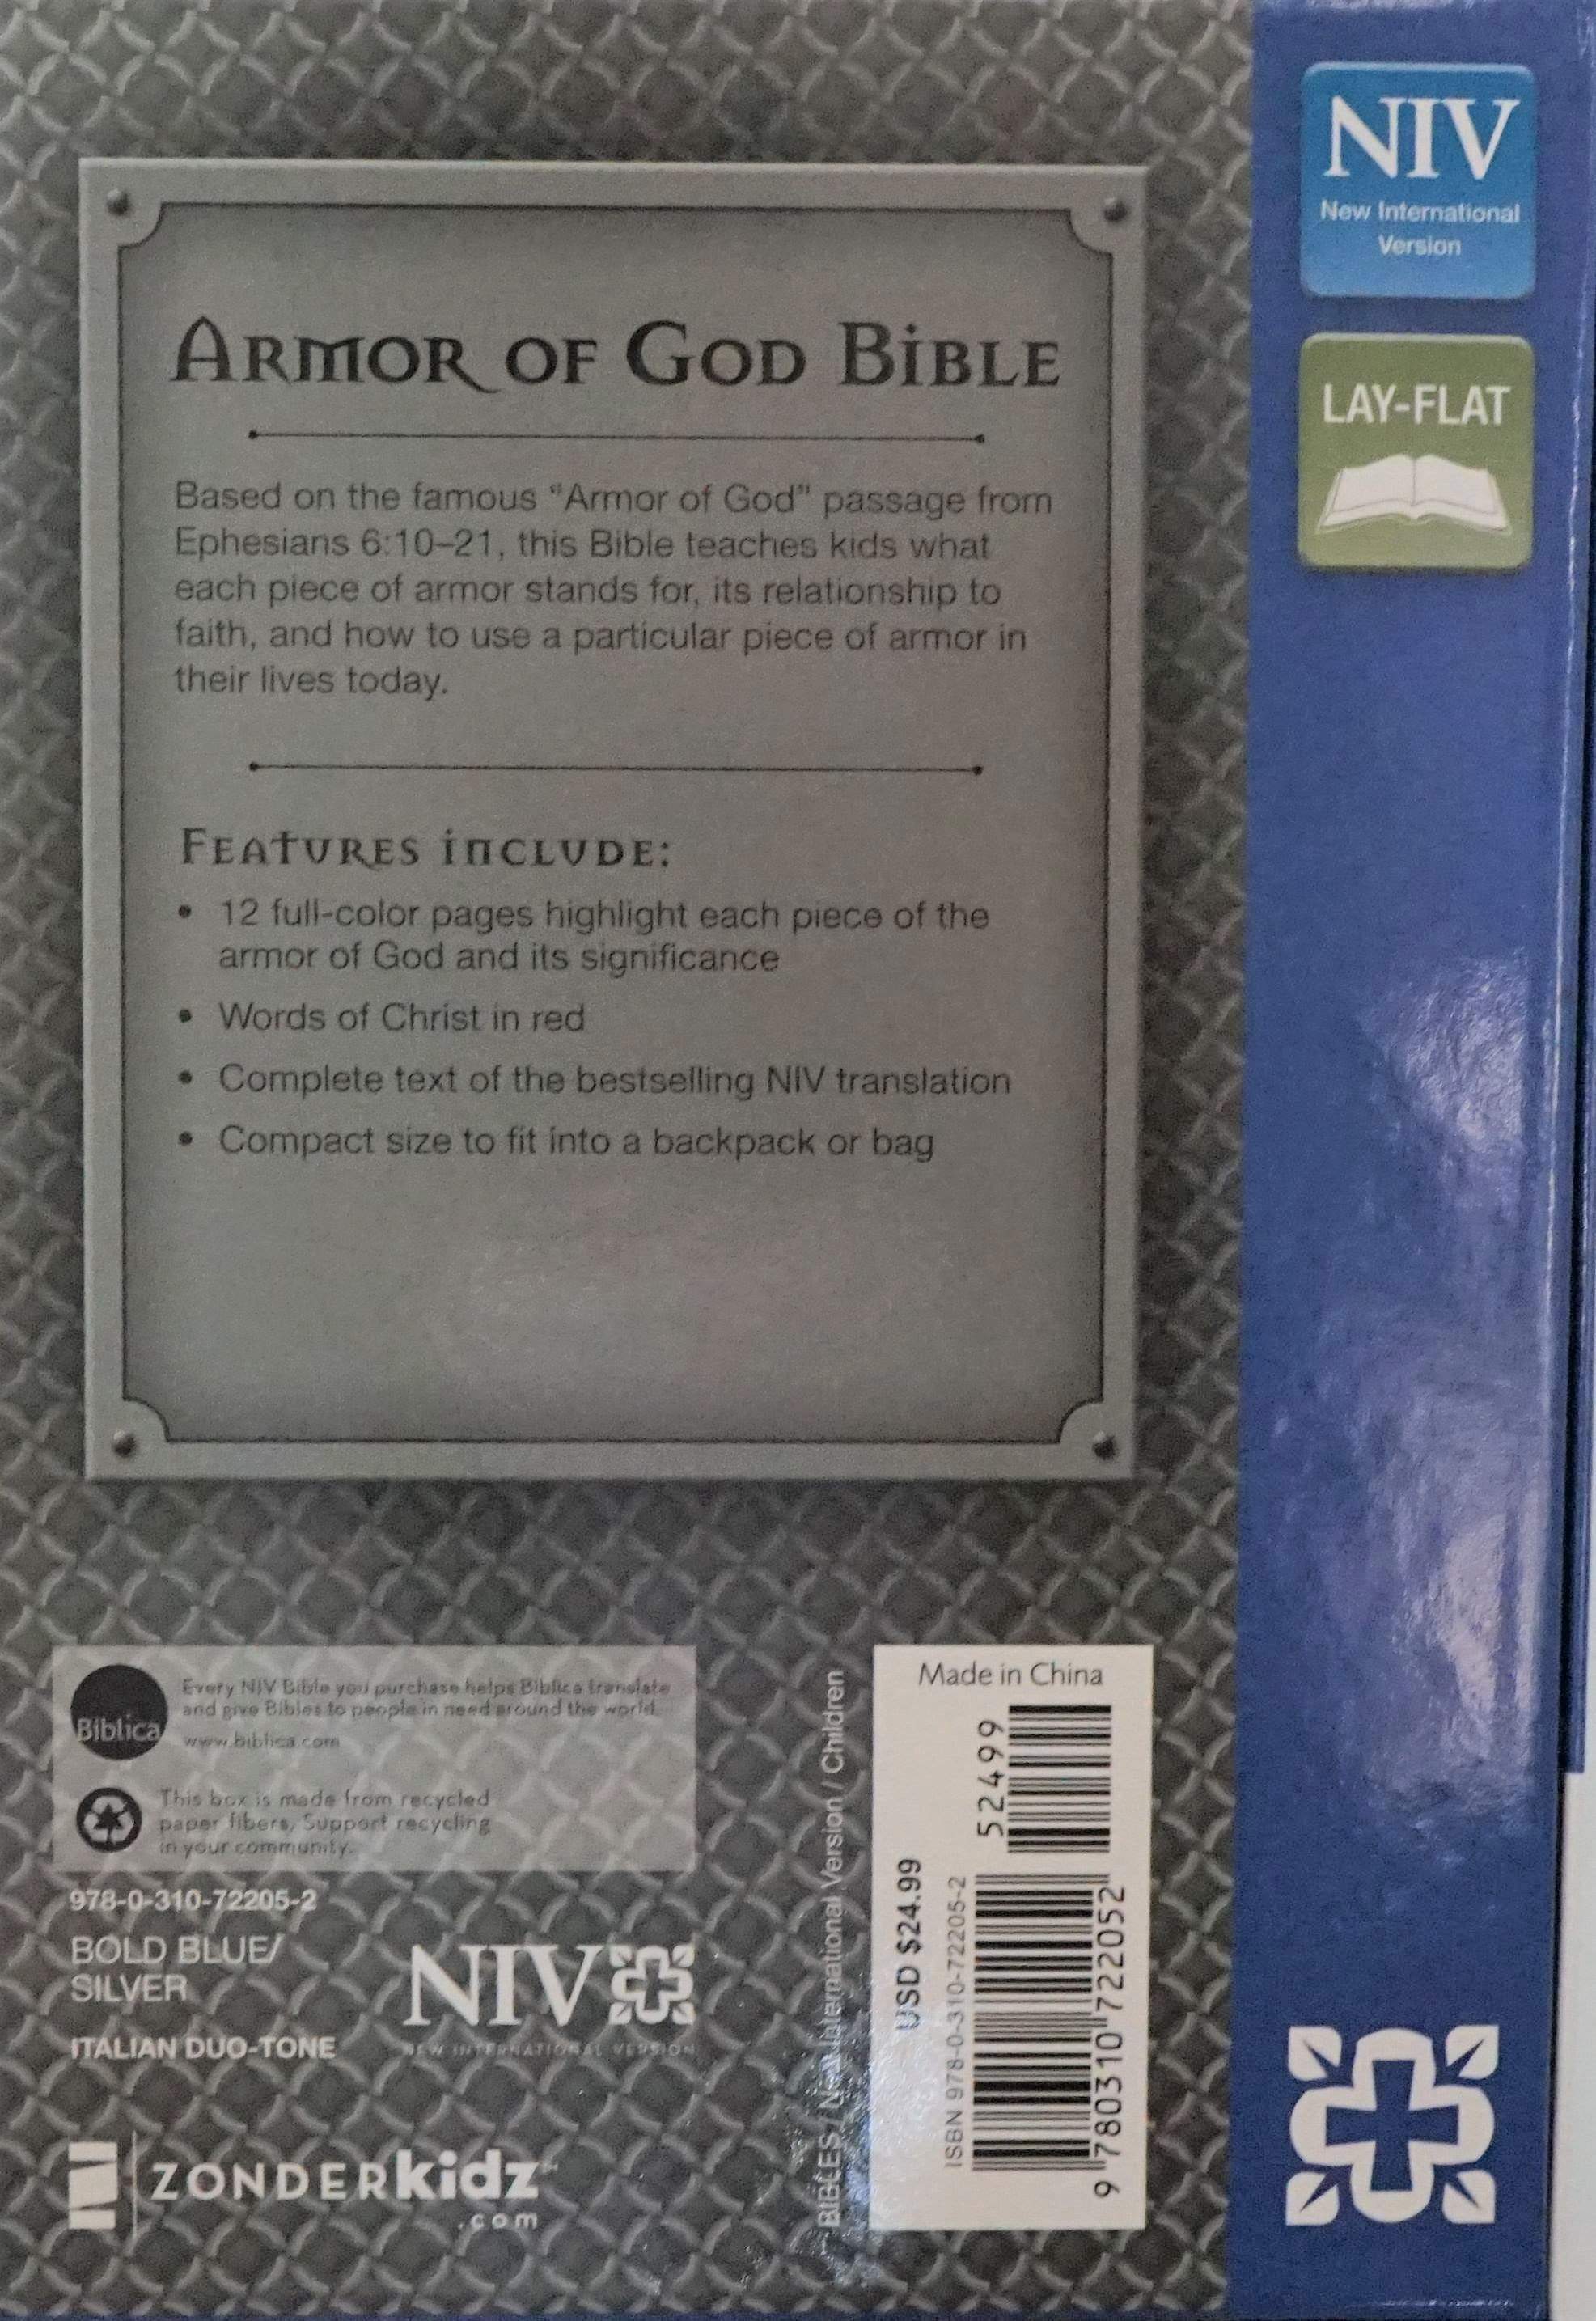 ARMOR OF GOD BIBLE
Based on the famous “Armor of God” passage from
Ephesians 6:10–21, this Bible teaches kids what
each piece of armor stands for, its relationship to
faith, and how to use a particular piece of armor in
their lives today.
FEATURES INCLUDE:
• 12 full-color pages highlight each piece of the
armor of God and its significance
• Words of Christ in red
• Complete text of the bestselling NIV translation
• Compact size to fit into a backpack or bag
Biblica
Every NIV Bible you purchase helps Biblica translate
and give Bibles to people in need around the world.
www.biblica.com
This box is made from recycled
paper fibers. Support recycling
in your community.
978-0-310-72205-2
BOLD BLUE/
SILVER
ITALIAN DUO-TONE
NIV
NEW INTERNATIONAL VERSION
ZONDERkidz
.com
BIBLES / New International Version / Children
Made in China
52499
USD $24.99
ISBN 978-0-310-72205-2
9 780310 722052
NIV
New International
Version
LAY-FLAT